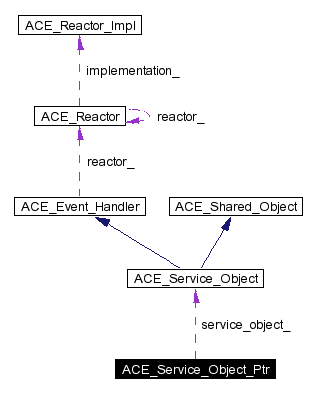 ACE_Reactor_Impl
implementation_
ACE_Reactor
reactor_
reactor_
ACE_Event_Handler
ACE_Shared_Object
ACE_Service_Object
service_object_
ACE_Service_Object_Ptr